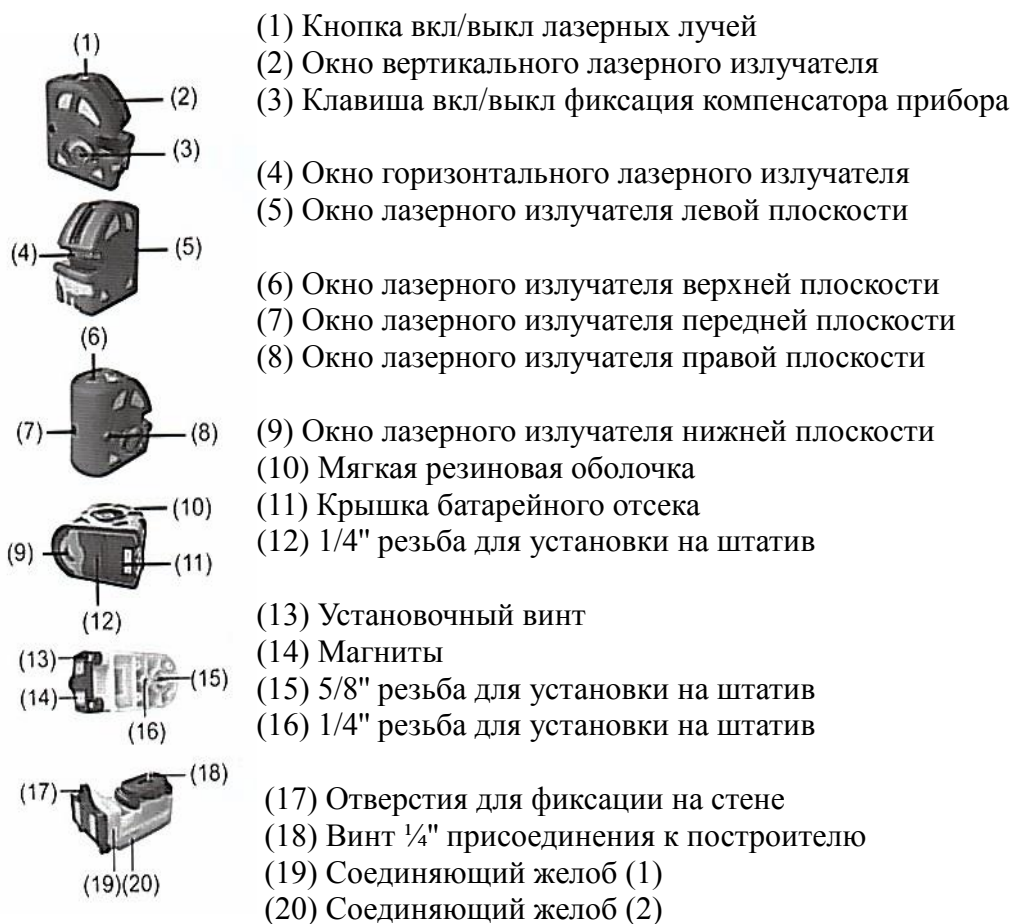 (1)
(2)
(3)
(4)
(5)
(6)
(7)
(8)
(9)
(10)
(11)
(12)
(13)
(14)
(15)
(16)
(17)
(18)
(19)(20)
(1) Кнопка вкл/выкл лазерных лучей
(2) Окно вертикального лазерного излучателя
(3) Клавиша вкл/выкл фиксация компенсатора прибора
(4) Окно горизонтального лазерного излучателя
(5) Окно лазерного излучателя левой плоскости
(6) Окно лазерного излучателя верхней плоскости
(7) Окно лазерного излучателя передней плоскости
(8) Окно лазерного излучателя правой плоскости
(9) Окно лазерного излучателя нижней плоскости
(10) Мягкая резиновая оболочка
(11) Крышка батарейного отсека
(12) 1/4" резьба для установки на штатив
(13) Установочный винт
(14) Магниты
(15) 5/8" резьба для установки на штатив
(16) 1/4" резьба для установки на штатив
(17) Отверстия для фиксации на стене
(18) Винт ¼" присоединения к построителю
(19) Соединяющий желоб (1)
(20) Соединяющий желоб (2)